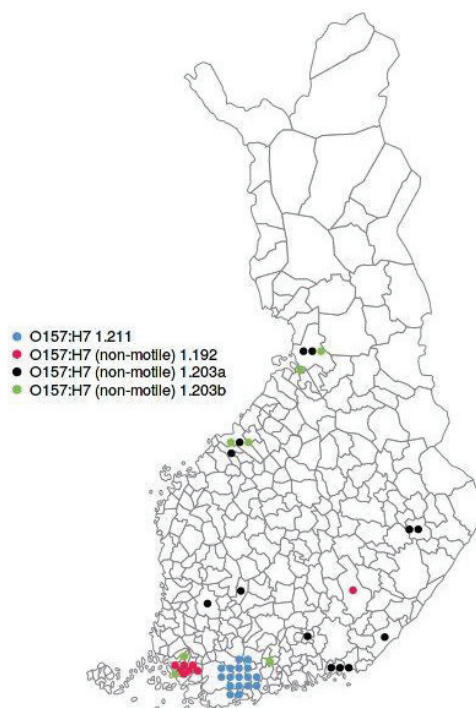 O157:H7 1.211
O157:H7 (non-motile) 1.192
O157:H7 (non-motile) 1.203a
O157:H7 (non-motile) 1.203b